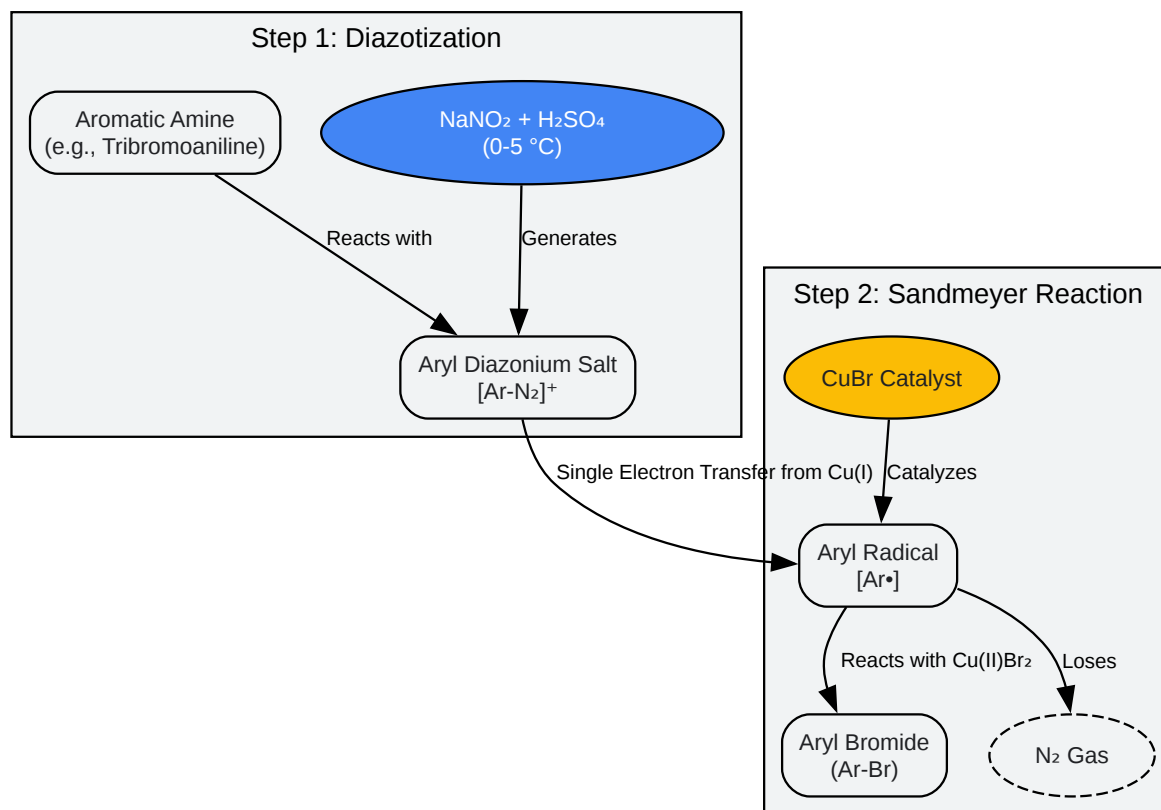 Step 1: Diazotization
Aromatic Amine
(e.g., Tribromoaniline)
NaNO₂ + H₂SO₄
(0-5 °C)
Reacts with
Generates
Aryl Diazonium Salt
[Ar-N₂]⁺
Step 2: Sandmeyer Reaction
CuBr Catalyst
Single Electron Transfer from Cu(I)
Catalyzes
Aryl Radical
[Ar•]
Reacts with Cu(II)Br₂
Loses
Aryl Bromide
(Ar-Br)
N₂ Gas